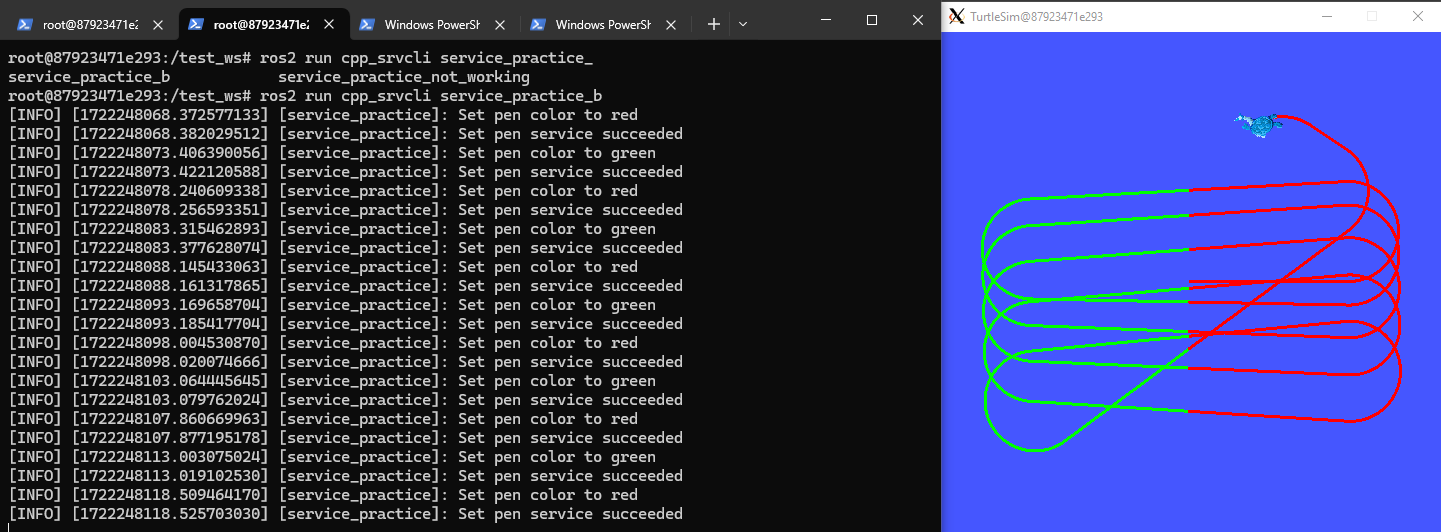 root@87923471e2
root@87923471e2
Windows PowerSh
Windows PowerSh
TurtleSim@87923471e293
root@87923471e293:/test_ws# ros2 run cpp_srvcli service_practice_
service_practice_b service_practice_not_working
root@87923471e293:/test_ws# ros2 run cpp_srvcli service_practice_b
[INFO] [1722248068.372577133] [service_practice]: Set pen color to red
[INFO] [1722248068.382029512] [service_practice]: Set pen service succeeded
[INFO] [1722248073.406390056] [service_practice]: Set pen color to green
[INFO] [1722248073.422120588] [service_practice]: Set pen service succeeded
[INFO] [1722248078.240609338] [service_practice]: Set pen color to red
[INFO] [1722248078.256593351] [service_practice]: Set pen service succeeded
[INFO] [1722248083.315462893] [service_practice]: Set pen color to green
[INFO] [1722248083.377628074] [service_practice]: Set pen service succeeded
[INFO] [1722248088.145433063] [service_practice]: Set pen color to red
[INFO] [1722248088.161317865] [service_practice]: Set pen service succeeded
[INFO] [1722248093.169658704] [service_practice]: Set pen color to green
[INFO] [1722248093.185417704] [service_practice]: Set pen service succeeded
[INFO] [1722248098.004530870] [service_practice]: Set pen color to red
[INFO] [1722248098.020074666] [service_practice]: Set pen service succeeded
[INFO] [1722248103.064445645] [service_practice]: Set pen color to green
[INFO] [1722248103.079762024] [service_practice]: Set pen service succeeded
[INFO] [1722248107.860669963] [service_practice]: Set pen color to red
[INFO] [1722248107.877195178] [service_practice]: Set pen service succeeded
[INFO] [1722248113.003075024] [service_practice]: Set pen color to green
[INFO] [1722248113.019102530] [service_practice]: Set pen service succeeded
[INFO] [1722248118.509464170] [service_practice]: Set pen color to red
[INFO] [1722248118.525703030] [service_practice]: Set pen service succeeded